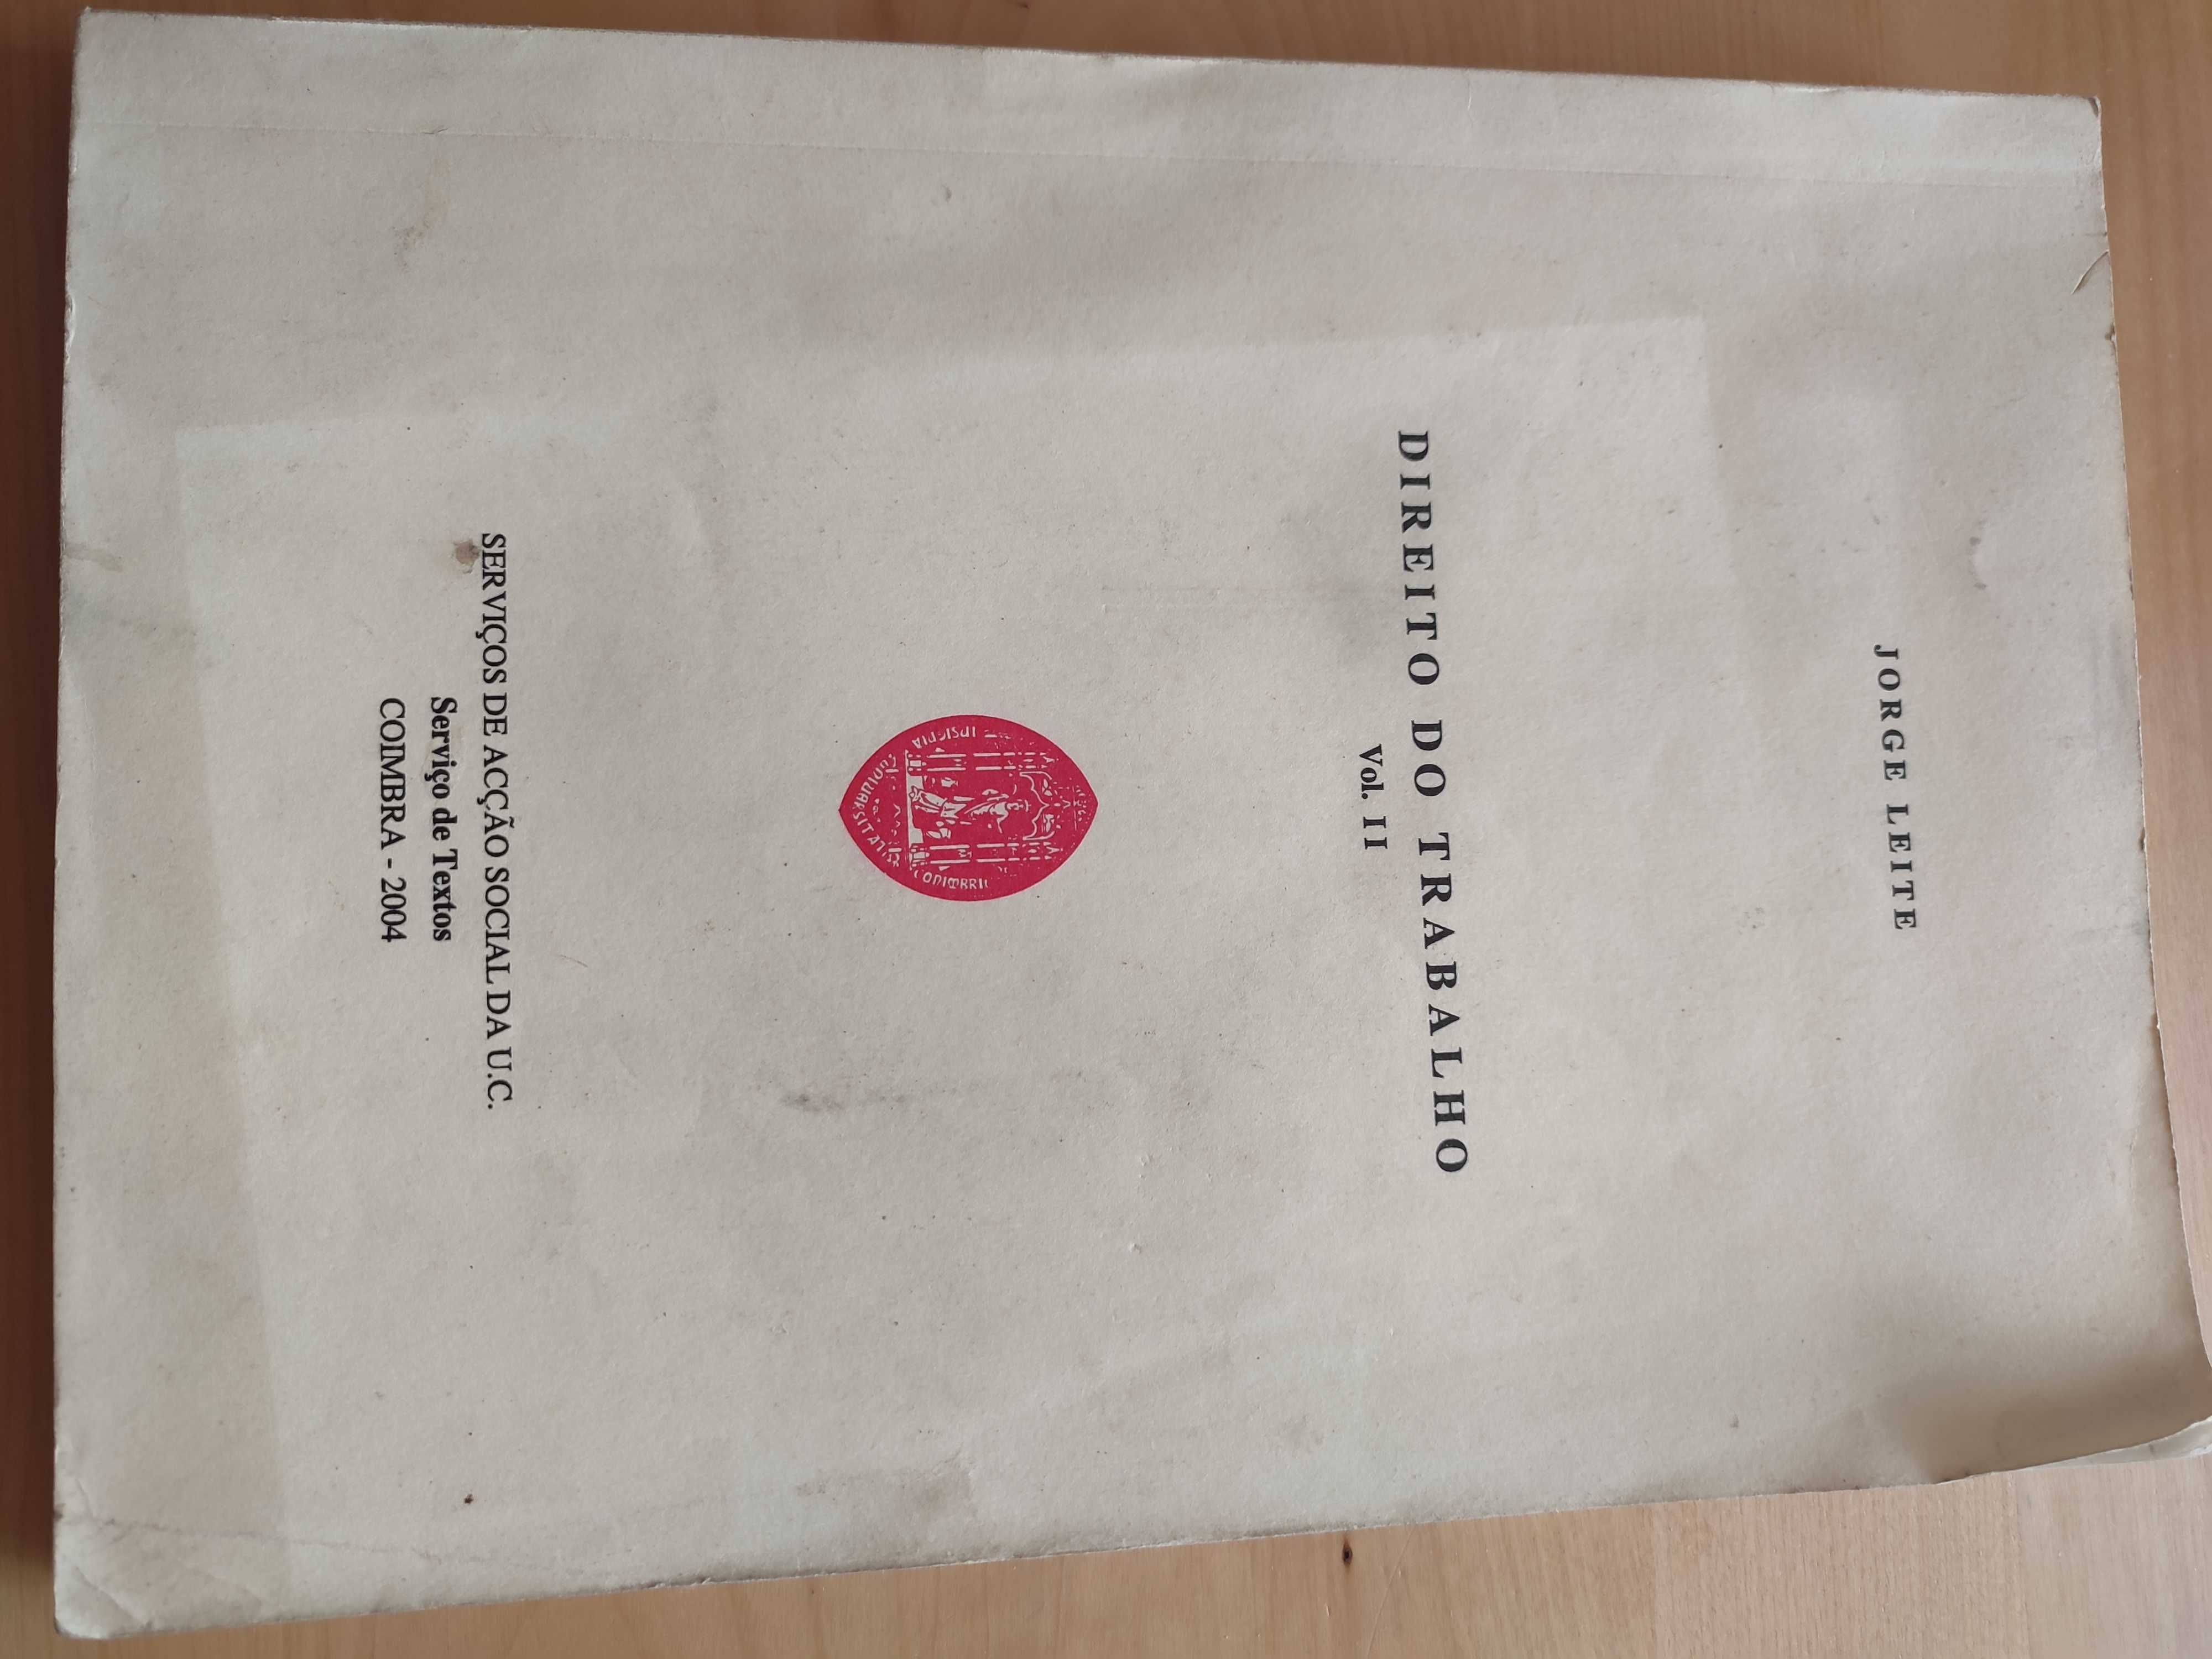 JORGE LEITE
DIREITO DO TRABALHO
Vol. II
SERVIÇOS DE ACÇÃO SOCIAL DA U.C.
Serviço de Textos
COIMBRA - 2004